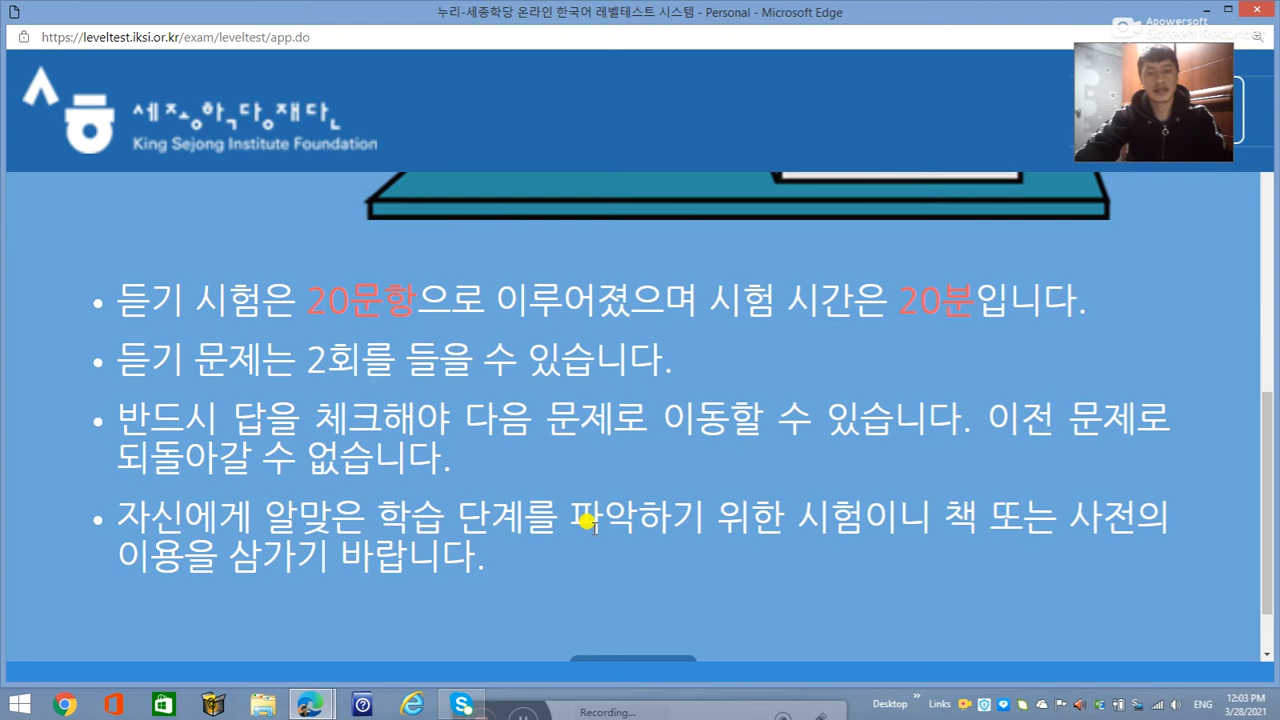 누리-세종학당 온라인 한국어 레벨테스트 시스템 - Personal - Microsoft Edge
https://leveltest.iksi.or.kr/exam/leveltest/app.do
Apowersoft
Screen Recorder
세종학당재단
King Sejong Institute Foundation
• 듣기 시험은 20문항으로 이루어졌으며 시험 시간은 20분입니다.
• 듣기 문제는 2회를 들을 수 있습니다.
• 반드시 답을 체크해야 다음 문제로 이동할 수 있습니다. 이전 문제로
되돌아갈 수 없습니다.
• 자신에게 알맞은 학습 단계를 파악하기 위한 시험이니 책 또는 사전의
이용을 삼가기 바랍니다.
Recording...
Desktop
Links
ENG
12:03 PM
3/28/2021